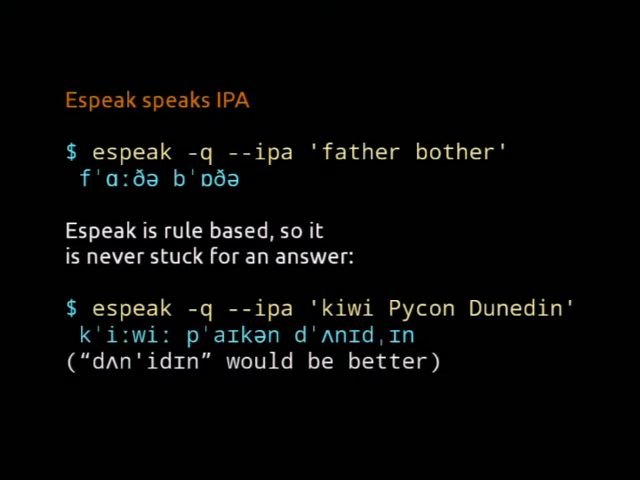 Espeak speaks IPA
$ espeak -q --ipa 'father bother'
fˈɑːðə bˈɒðə
Espeak is rule based, so it
is never stuck for an answer:
$ espeak -q --ipa 'kiwi Pycon Dunedin'
kˈiːwiː pˈaɪkən dˈʌnɪdˌɪn
(“dʌn'idɪn” would be better)